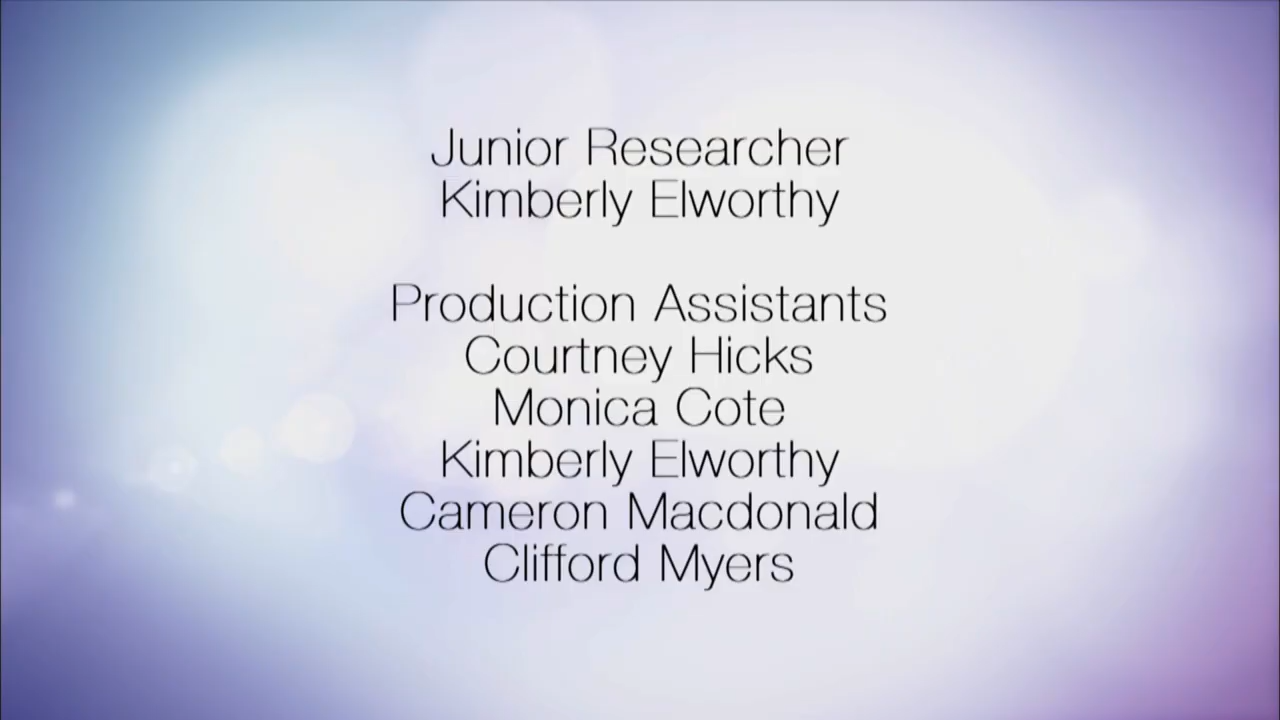 Junior Researcher
Kimberly Elworthy
Production Assistants
Courtney Hicks
Monica Cote
Kimberly Elworthy
Cameron Macdonald
Clifford Myers